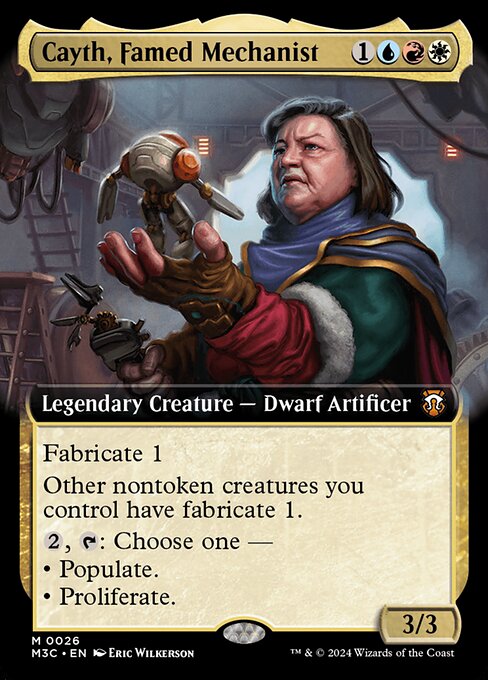 Cayth, Famed Mechanist 1
Legendary Creature — Dwarf Artificer
Fabricate 1
Other nontoken creatures you
control have fabricate 1.
2, : Choose one —
• Populate.
• Proliferate.
3/3
M 0026
M3C • EN Eric Wilkerson
™ & © 2024 Wizards of the Coast